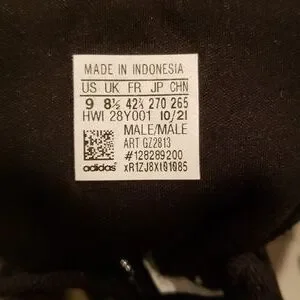 MADE IN INDONESIA
US UK FR JP CHN
9 8½ 42⅔ 270 265
HWI 28Y001 10/21
MALE/MALE
ART GZ2813
#128289200
adidas® xR1ZJ8XI01085